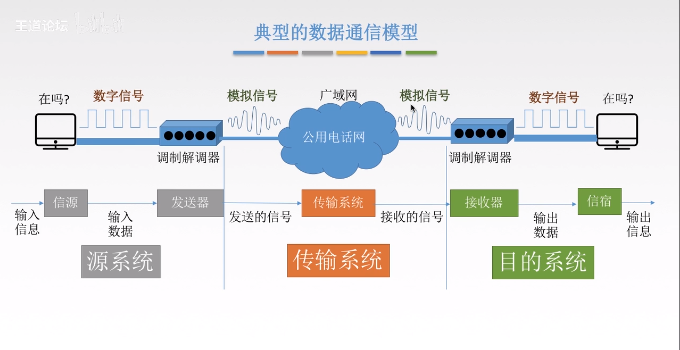 王道论坛
典型的数据通信模型
在吗?
数字信号
模拟信号
广域网
模拟信号
数字信号
在吗?
公用电话网
调制解调器
调制解调器
信源
发送器
传输系统
接收器
信宿
输入
信息
输入
数据
发送的信号
接收的信号
输出
数据
输出
信息
源系统
传输系统
目的系统